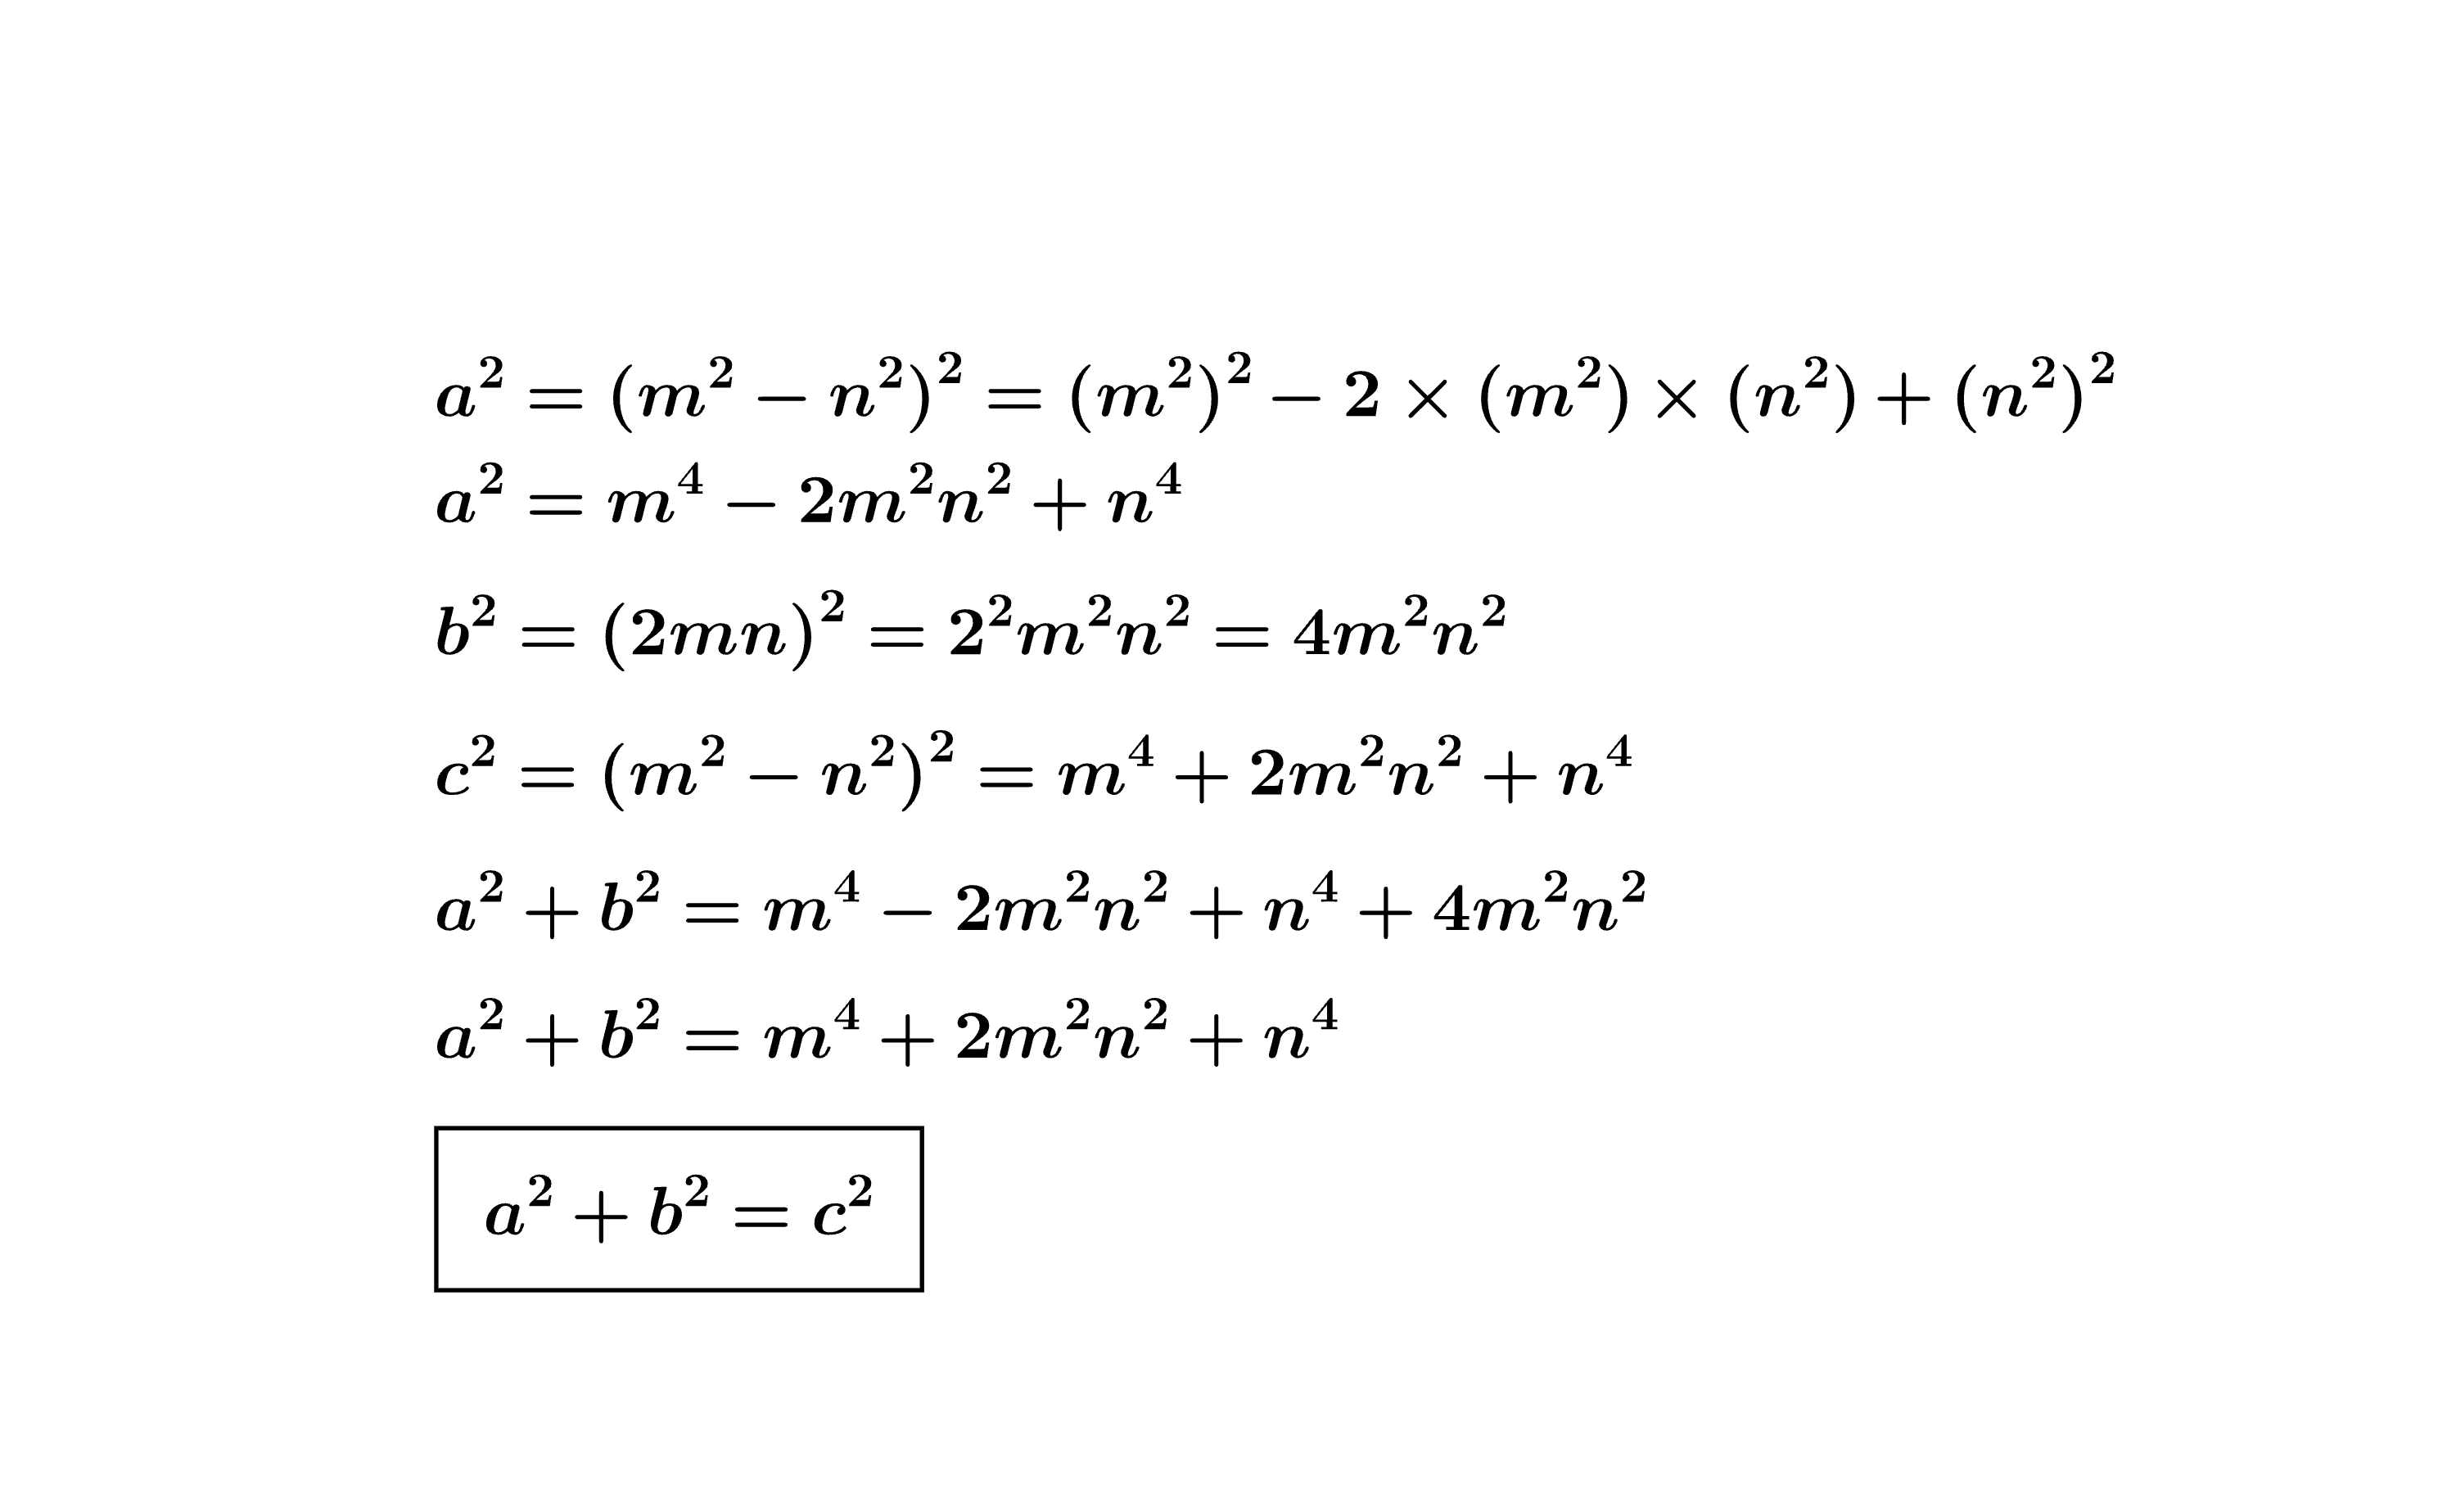 a² = (m² − n²)² = (m²)² − 2 × (m²) × (n²) + (n²)²
a² = m⁴ − 2m²n² + n⁴
b² = (2mn)² = 2²m²n² = 4m²n²
c² = (m² − n²)² = m⁴ + 2m²n² + n⁴
a² + b² = m⁴ − 2m²n² + n⁴ + 4m²n²
a² + b² = m⁴ + 2m²n² + n⁴
a² + b² = c²